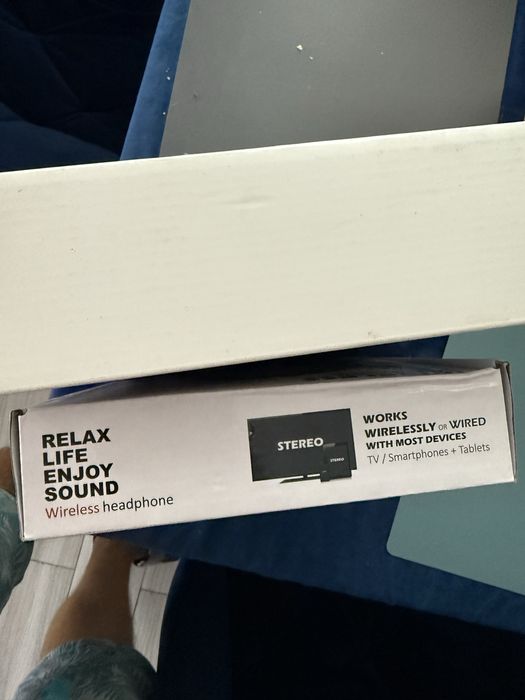 RELAX
LIFE
ENJOY
SOUND
Wireless headphone
STEREO
STEREO
WORKS
WIRELESSLY OR WIRED
WITH MOST DEVICES
TV / Smartphones + Tablets